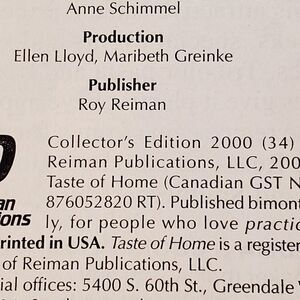 Anne Schimmel
Production
Ellen Lloyd, Maribeth Greinke
Publisher
Roy Reiman
Collector's Edition 2000 (34)
Reiman Publications, LLC, 200
Taste of Home (Canadian GST N
876052820 RT). Published bimont
ly, for people who love practic
rinted in USA. Taste of Home is a register
of Reiman Publications, LLC.
ial offices: 5400 S. 60th St., Greendale